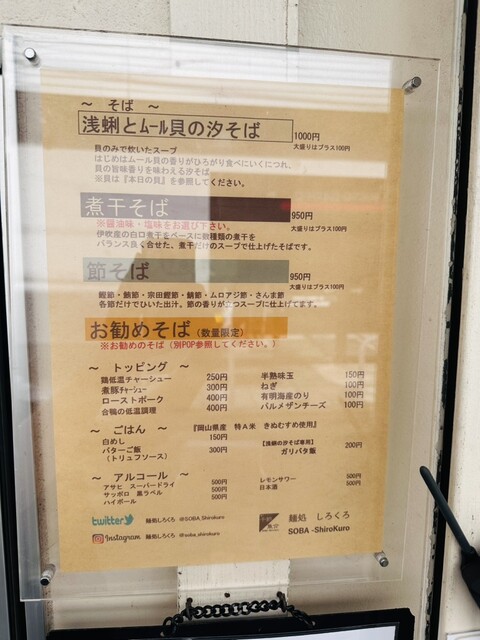 ～ そば ～
浅蜊とムール貝の汐そば 1000円
大盛りはプラス100円
貝のみで炊いたスープ
はじめはムール貝の香りがひろがり食べにいくにつれ、
貝の旨味香りを味わえる汐そば
※貝は『本日の貝』を参照してください。
煮干そば 950円
大盛りはプラス100円
※醤油味・塩味をお選び下さい。
伊吹産の白口煮干をベースに数種類の煮干を
バランス良く合せた、煮干だけのスープで仕上げたそばです。
節そば 950円
大盛りはプラス100円
鰹節・鮪節・宗田鰹節・鯖節・ムロアジ節・さんま節
各節だけでひいた出汁。節の香りが立つスープに仕上げてます。
お勧めそば (数量限定)
※お勧めのそば（別POP参照してください。）
～ トッピング ～
鶏低温チャーシュー 250円
煮豚チャーシュー 300円
ローストポーク 400円
合鴨の低温調理 400円
半熟味玉 150円
ねぎ 100円
有明海産のり 100円
パルメザンチーズ 100円
～ ごはん ～ 『岡山県産 特A米 きぬむすめ使用』
白めし 150円
バターご飯 300円
（トリュフソース）
【浅蜊の汐そば専用】
ガリバタ飯 200円
～ アルコール ～
アサヒ スーパードライ 500円
サッポロ 黒ラベル 500円
ハイボール 500円
レモンサワー 500円
日本酒 500円
twitter 麺処しろくろ @SOBA_Shirokuro
Instagram 麺処しろくろ @soba_shirokuro
麺処 しろくろ
SOBA -ShiroKuro